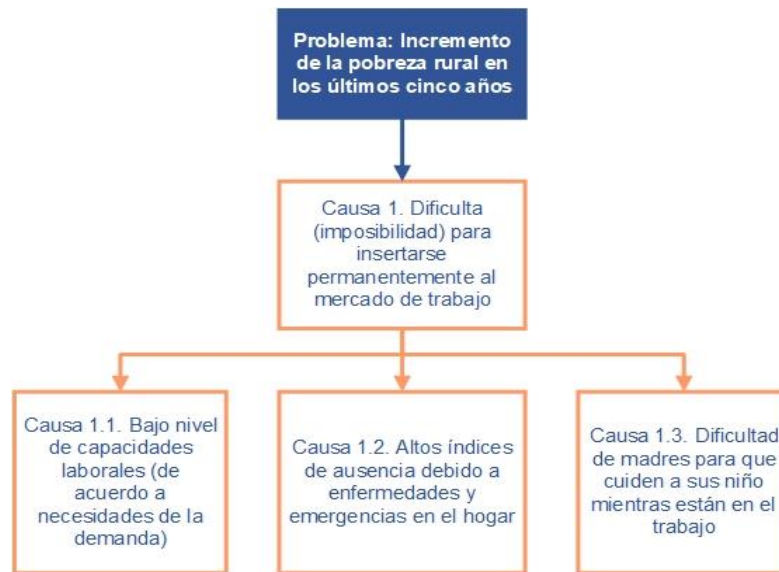 Problema: Incremento
de la pobreza rural en
los últimos cinco años
Causa 1. Dificulta
(imposibilidad) para
insertarse
permanentemente al
mercado de trabajo
Causa 1.1. Bajo nivel
de capacidades
laborales (de
acuerdo a
necesidades de la
demanda)
Causa 1.2. Altos índices
de ausencia debido a
enfermedades y
emergencias en el hogar
Causa 1.3. Dificultad
de madres para que
cuiden a sus niño
mientras están en el
trabajo